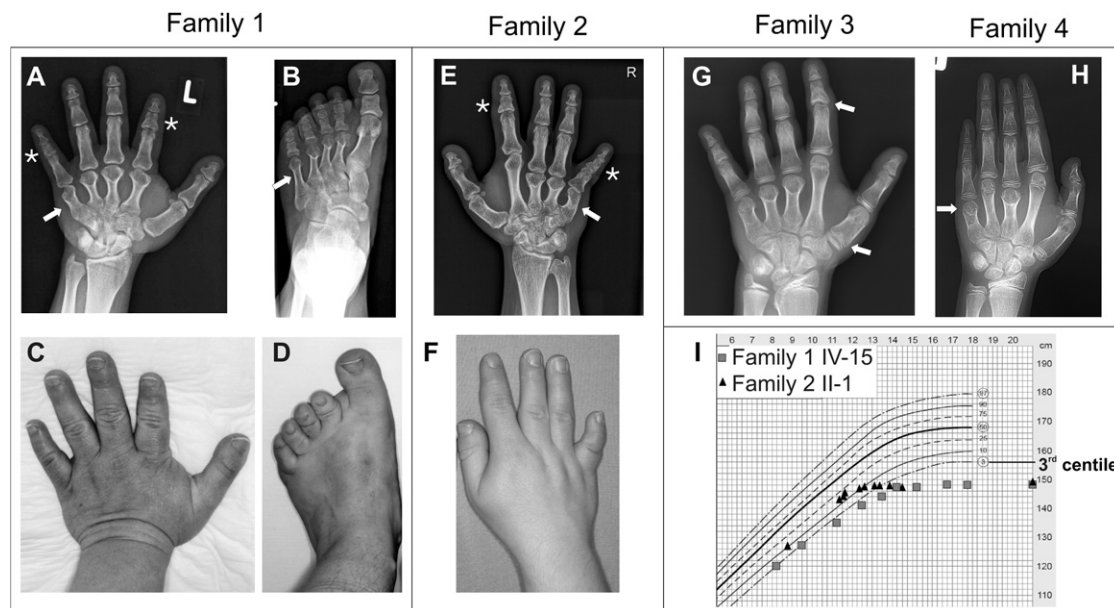 Family 1
Family 2
Family 3
Family 4
A
L
*
*
B
E
R
*
*
G
H
C
D
F
I
6 7 8 9 10 11 12 13 14 15 16 17 18 19 20
cm
Family 1 IV-15
Family 2 II-1
190
180
170
160
150
140
130
120
110
97
90
75
50
25
10
3
3rd centile